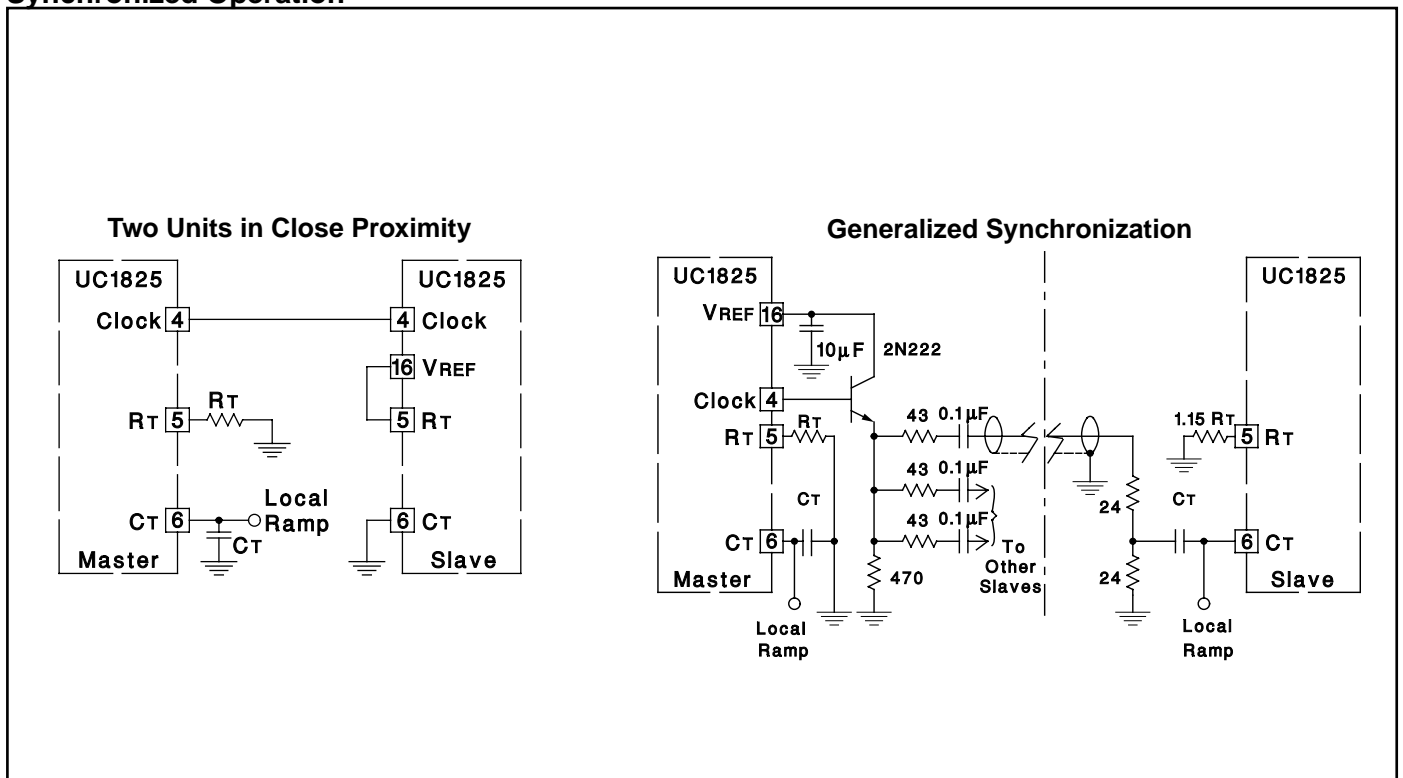 Synchronized Operation
Two Units in Close Proximity
UC1825
UC1825
Clock 4
4 Clock
16 VREF
RT 5 RT
5 RT
Local
Ramp
CT 6
CT
6 CT
Master
Slave
Generalized Synchronization
UC1825
UC1825
VREF 16
10µF 2N222
Clock 4
RT 5 RT
43 0.1µF
1.15 RT 5 RT
43 0.1µF
CT
24
CT
43 0.1µF
CT 6
To
Other
Slaves
6 CT
Master
470
24
Slave
Local
Ramp
Local
Ramp